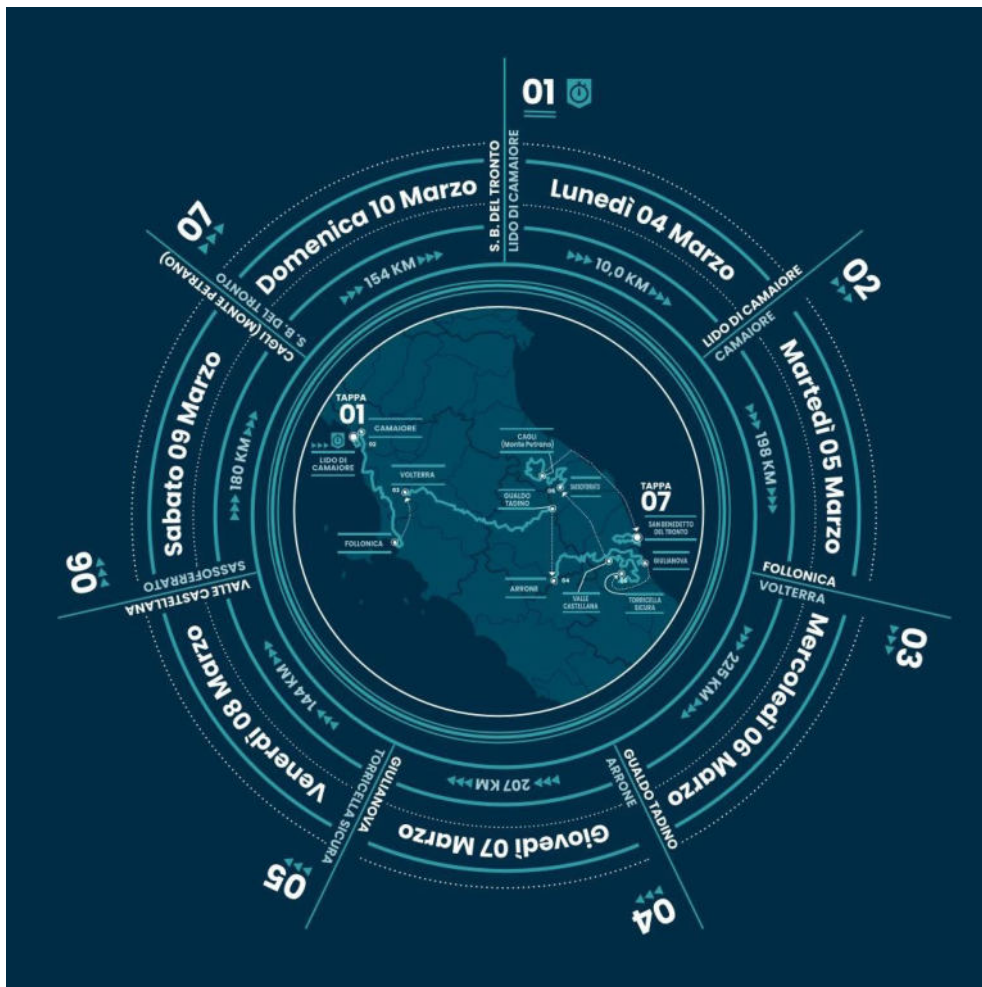 01
S. B. DEL TRONTO
LIDO DI CAMAIORE
Lunedì 04 Marzo
10,0 KM
02
LIDO DI CAMAIORE
CAMAIORE
Martedì 05 Marzo
198 KM
03
FOLLONICA
VOLTERRA
Mercoledì 06 Marzo
225 KM
04
GUALDO TADINO
ARRONE
Giovedì 07 Marzo
207 KM
05
GIULIANOVA
TORRICELLA SICURA
Venerdì 08 Marzo
144 KM
06
VALLE CASTELLANA
SASSOFERRATO
Sabato 09 Marzo
180 KM
07
CAGLI (MONTE PETRANO)
S. B. DEL TRONTO
Domenica 10 Marzo
154 KM
TAPPA
01
CAMAIORE
02
LIDO DI
CAMAIORE
VOLTERRA
03
FOLLONICA
CAGLI
(Monte Petrano)
SASSOFERRATO
06
GUALDO
TADINO
TAPPA
07
SAN BENEDETTO
DEL TRONTO
GIULIANOVA
ARRONE
04
VALLE
CASTELLANA
TORRICELLA
SICURA